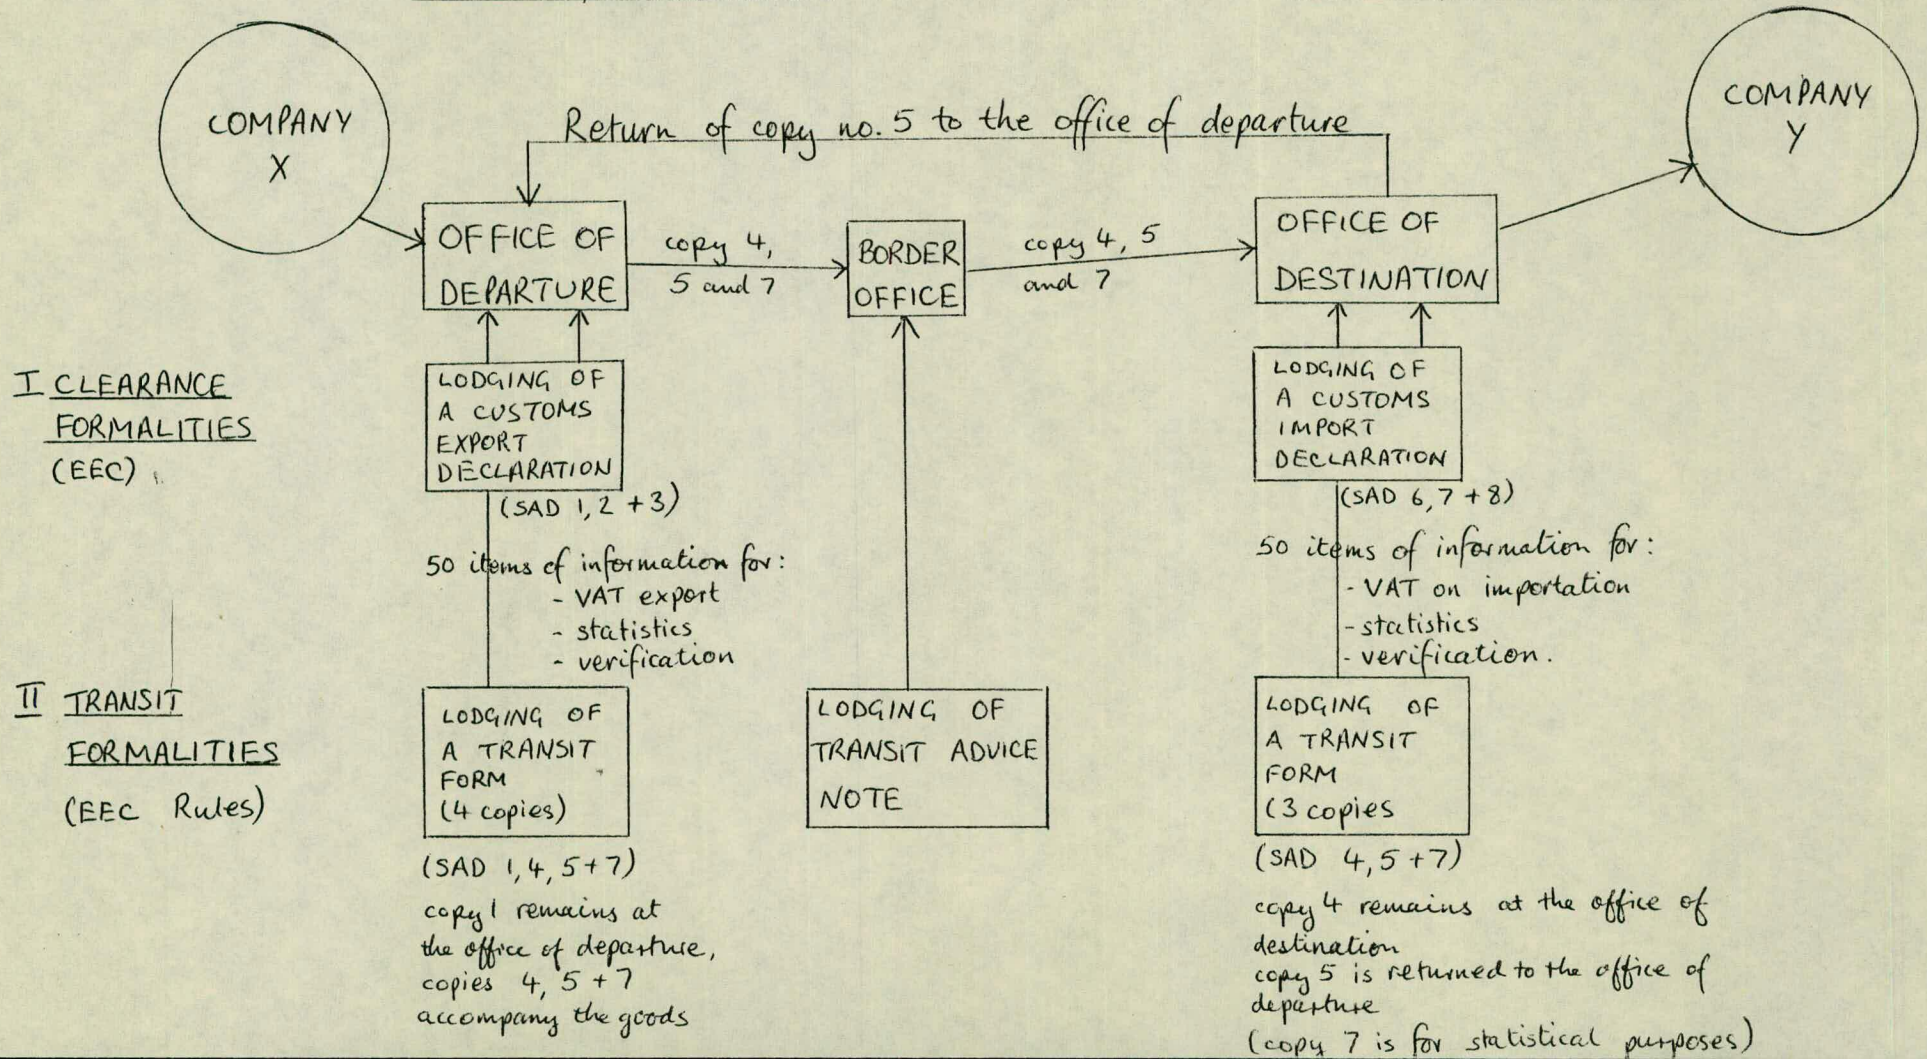 COMPANY
X
COMPANY
Y
Return of copy no. 5 to the office of departure
OFFICE OF
DEPARTURE
copy 4,
5 and 7
BORDER
OFFICE
copy 4, 5
and 7
OFFICE OF
DESTINATION
I CLEARANCE
FORMALITIES
(EEC)
LODGING OF
A CUSTOMS
EXPORT
DECLARATION
(SAD 1, 2 + 3)
50 items of information for:
- VAT export
- statistics
- verification
LODGING OF
A CUSTOMS
IMPORT
DECLARATION
(SAD 6, 7 + 8)
50 items of information for:
- VAT on importation
- statistics
- verification.
II TRANSIT
FORMALITIES
(EEC Rules)
LODGING OF
A TRANSIT
FORM
(4 copies)
(SAD 1, 4, 5 + 7)
copy 1 remains at
the office of departure,
copies 4, 5 + 7
accompany the goods
LODGING OF
TRANSIT ADVICE
NOTE
LODGING OF
A TRANSIT
FORM
(3 copies
(SAD 4, 5 + 7)
copy 4 remains at the office of
destination
copy 5 is returned to the office of
departure
(copy 7 is for statistical purposes)